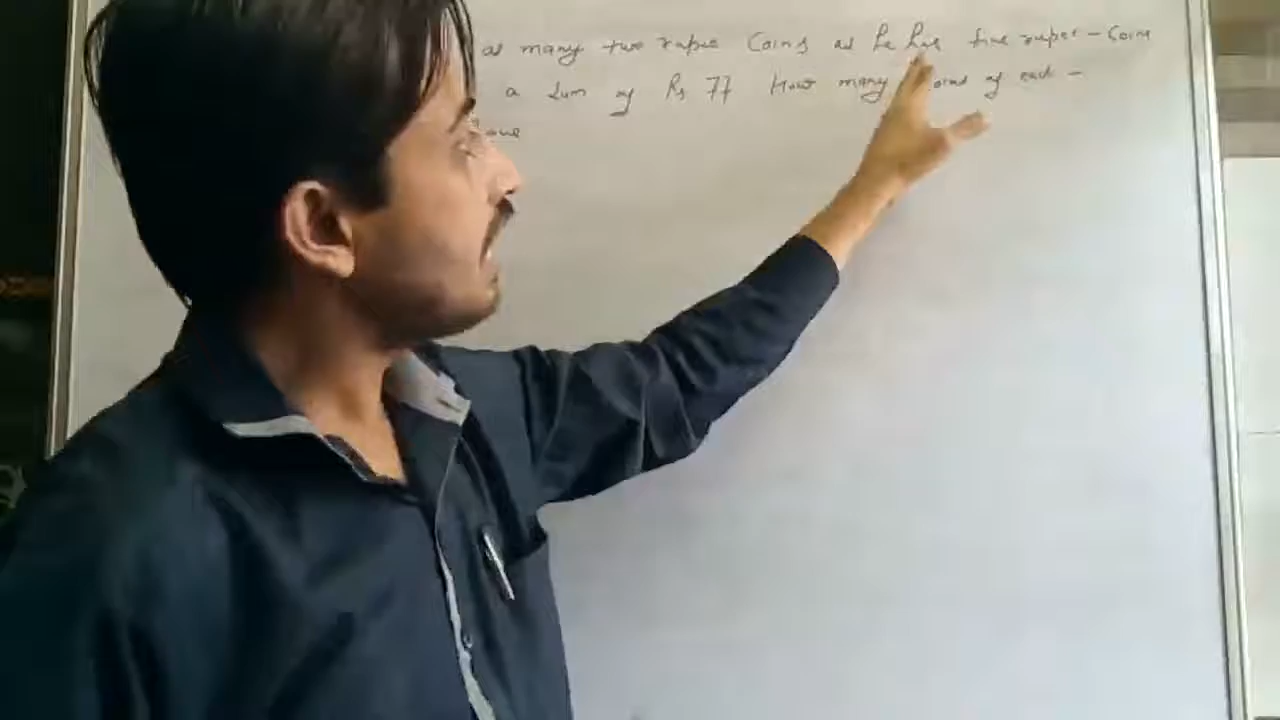 as many two rupee Coins as he has five rupee - Coins
a sum of Rs 77 How many of each -